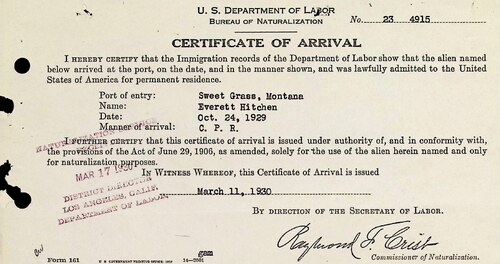 U. S. DEPARTMENT OF LABOR
BUREAU OF NATURALIZATION
No. 23 4915
CERTIFICATE OF ARRIVAL
I HEREBY CERTIFY that the Immigration records of the Department of Labor show that the alien named
below arrived at the port, on the date, and in the manner shown, and was lawfully admitted to the
United States of America for permanent residence.
Port of entry: Sweet Grass, Montana
Name: Everett Hitchen
Date: Oct. 24, 1929
Manner of arrival: C. P. R.
I FURTHER CERTIFY that this certificate of arrival is issued under authority of, and in conformity with,
the provisions of the Act of June 29, 1906, as amended, solely for the use of the alien herein named and only
for naturalization purposes.
IN WITNESS WHEREOF, this Certificate of Arrival is issued
March 11, 1930
NATURALIZATION
MAR 17 1930
DISTRICT DIRECTOR
LOS ANGELES, CALIF.
DEPARTMENT OF LABOR
BY DIRECTION OF THE SECRETARY OF LABOR.
Raymond F. Crist
Commissioner of Naturalization.
Form 161
U. S. GOVERNMENT PRINTING OFFICE: 14—2601